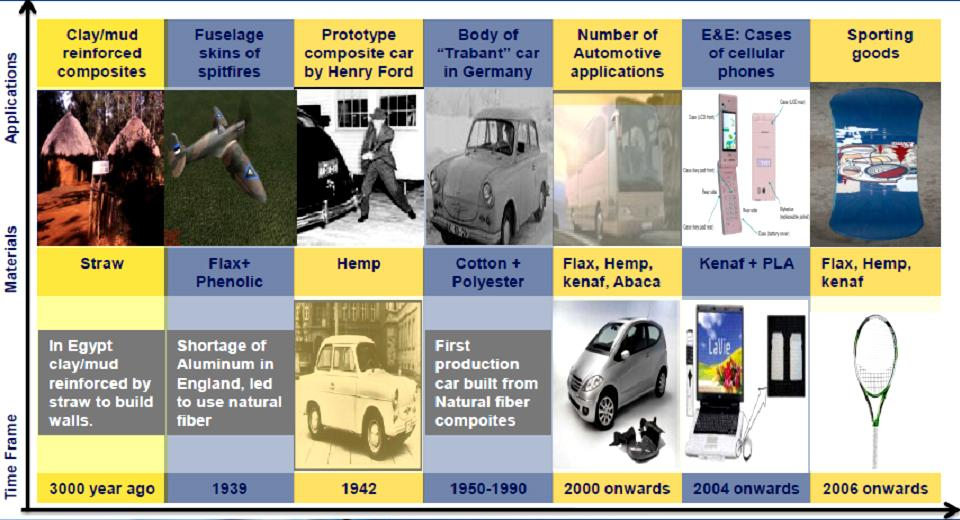 Applications
Clay/mud
reinforced
composites
Fuselage
skins of
spitfires
Prototype
composite car
by Henry Ford
Body of
“Trabant” car
in Germany
Number of
Automotive
applications
E&E: Cases
of cellular
phones
Sporting
goods
Materials
Straw
Flax+
Phenolic
Hemp
Cotton +
Polyester
Flax, Hemp,
kenaf, Abaca
Kenaf + PLA
Flax, Hemp,
kenaf
In Egypt
clay/mud
reinforced by
straw to build
walls.
Shortage of
Aluminum in
England, led
to use natural
fiber
First
production
car built from
Natural fiber
compoites
LaVie
Time Frame
3000 year ago
1939
1942
1950-1990
2000 onwards
2004 onwards
2006 onwards